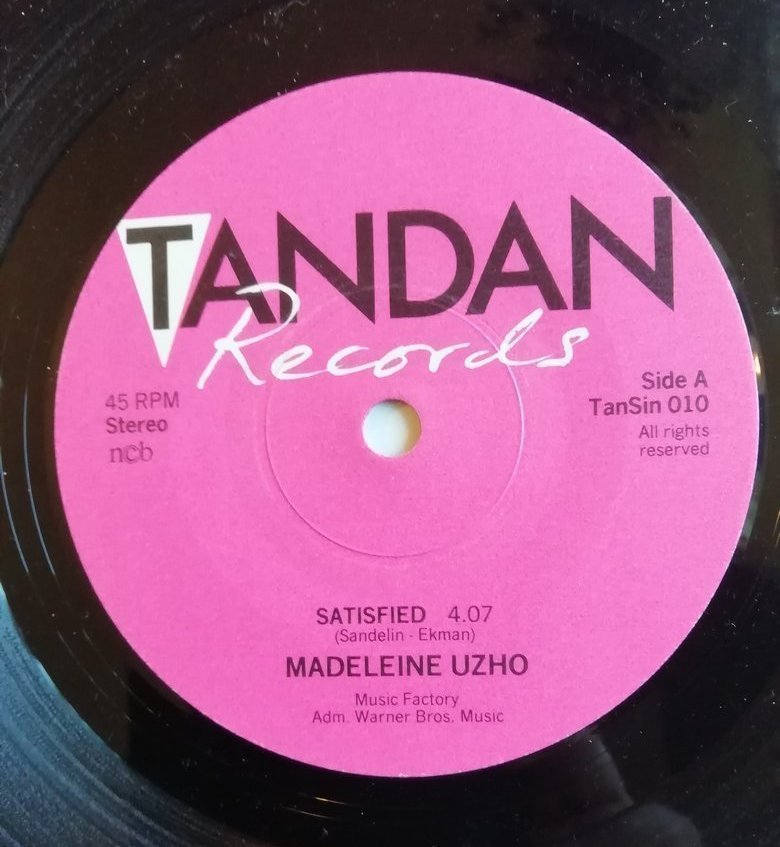 TANDAN
Records
45 RPM
Stereo
ncb
Side A
TanSin 010
All rights
reserved
SATISFIED 4.07
(Sandelin - Ekman)
MADELEINE UZHO
Music Factory
Adm. Warner Bros. Music